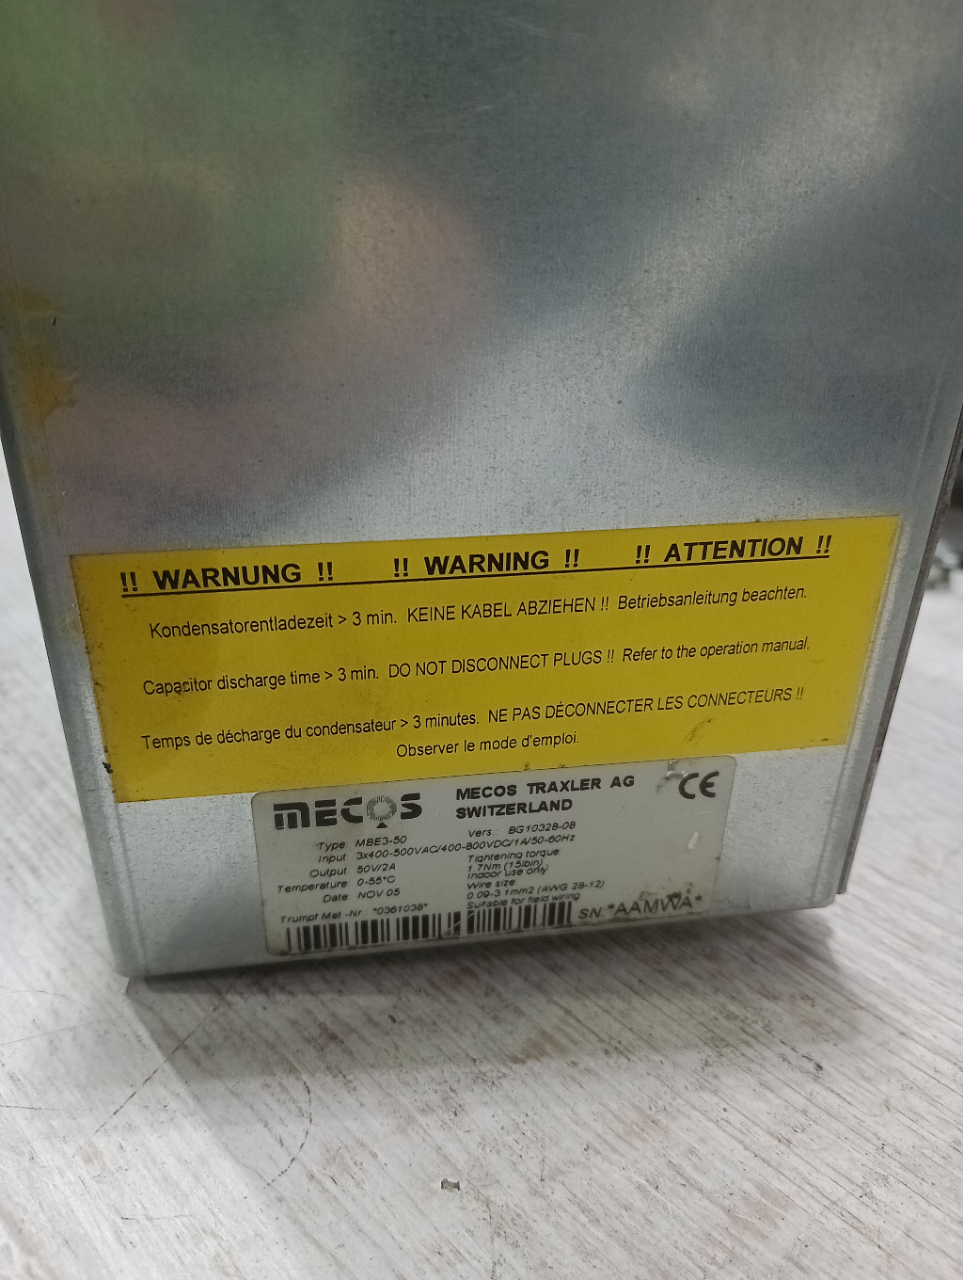 !! WARNUNG !! !! WARNING !! !! ATTENTION !!
Kondensatorentladezeit > 3 min. KEINE KABEL ABZIEHEN !! Betriebsanleitung beachten.
Capacitor discharge time > 3 min. DO NOT DISCONNECT PLUGS !! Refer to the operation manual.
Temps de décharge du condensateur > 3 minutes. NE PAS DÉCONNECTER LES CONNECTEURS !!
Observer le mode d'emploi.
MECOS
MECOS TRAXLER AG
SWITZERLAND
CE
Type: MBE3-50
Vers.: BG10328-08
Input: 3x400-500VAC/400-800VDC/1A/50-60Hz
Output: 50V/2A
Temperature: 0-55°C
Date: NOV 05
Tightening torque:
1.7Nm (15lbin)
Indoor use only
Wire size
0.09-3.1mm2 (AWG 28-12)
Suitable for field wiring
Trumpf Mat.-Nr.: *0361038*
SN:*AAMWA*